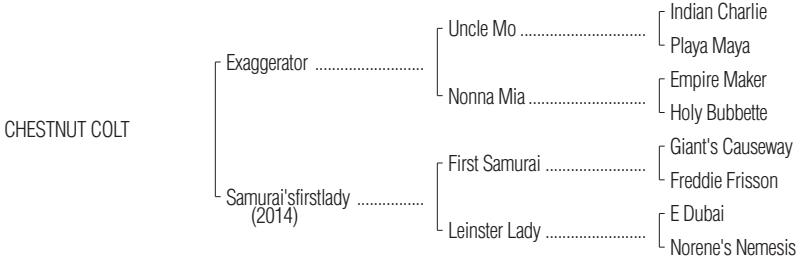 Indian Charlie
Uncle Mo ..............................
Playa Maya
Exaggerator ..........................
Empire Maker
Nonna Mia ............................
Holy Bubbette
CHESTNUT COLT
Giant's Causeway
First Samurai ........................
Freddie Frisson
Samurai'sfirstlady ................
(2014)
E Dubai
Leinster Lady ........................
Norene's Nemesis